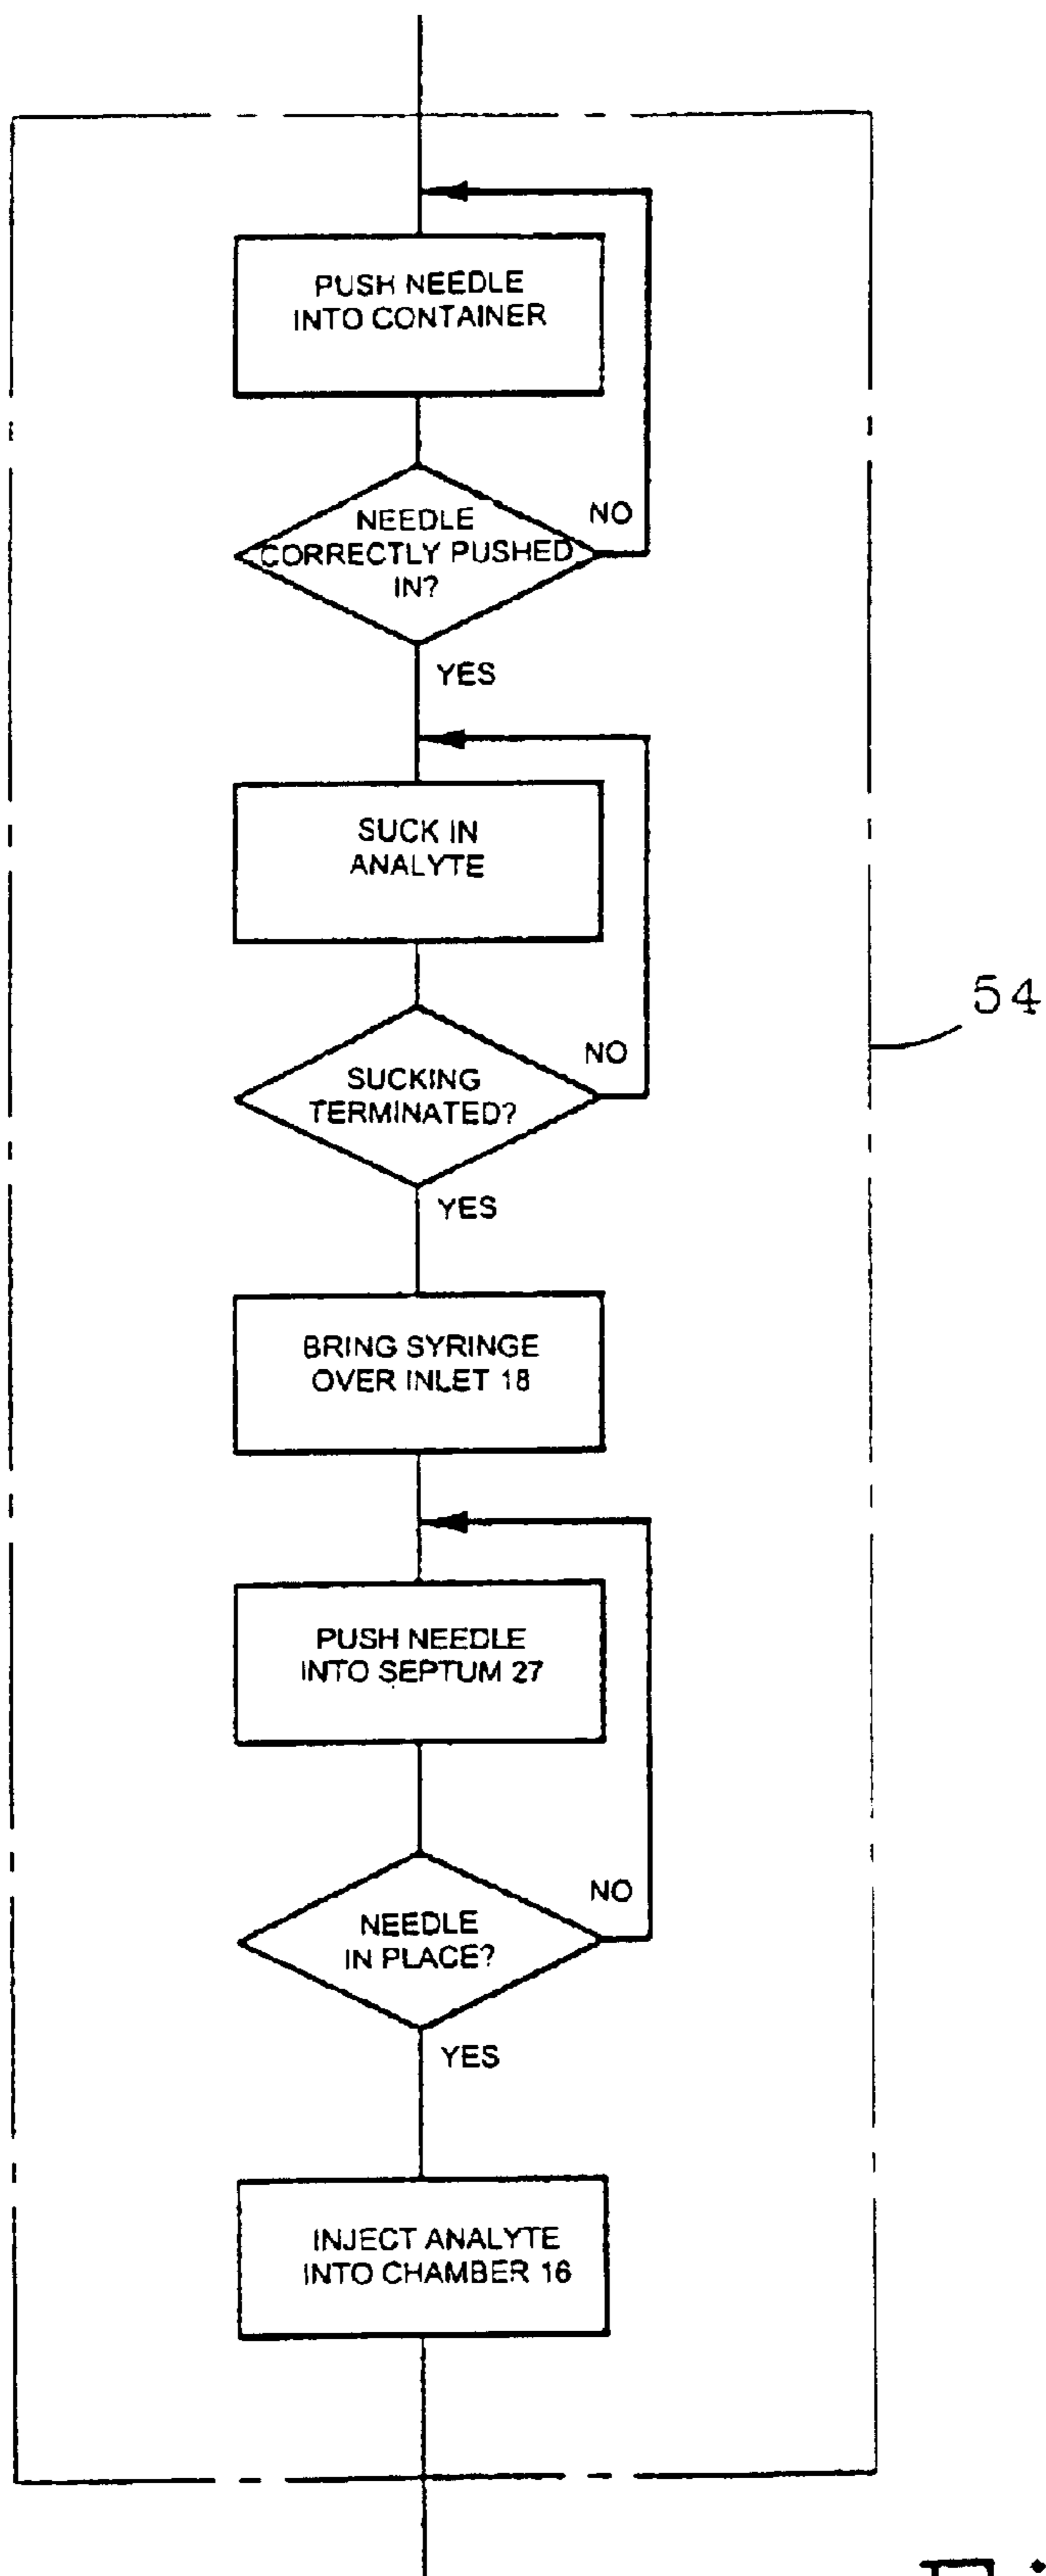 PUSH NEEDLE
INTO CONTAINER
NEEDLE
CORRECTLY PUSHED
IN?
NO
YES
SUCK IN
ANALYTE
54
SUCKING
TERMINATED?
NO
YES
BRING SYRINGE
OVER INLET 18
PUSH NEEDLE
INTO SEPTUM 27
NEEDLE
IN PLACE?
NO
YES
INJECT ANALYTE
INTO CHAMBER 16